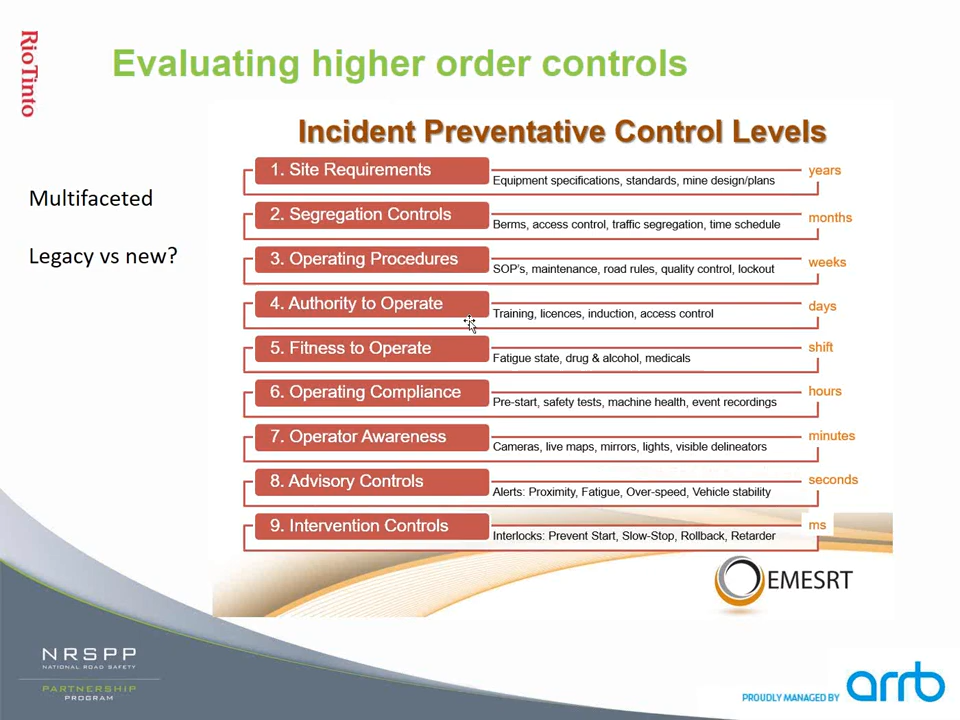 RioTinto
Evaluating higher order controls
Incident Preventative Control Levels
Multifaceted
Legacy vs new?
1. Site Requirements
Equipment specifications, standards, mine design/plans
years
2. Segregation Controls
Berms, access control, traffic segregation, time schedule
months
3. Operating Procedures
SOP's, maintenance, road rules, quality control, lockout
weeks
4. Authority to Operate
Training, licences, induction, access control
days
5. Fitness to Operate
Fatigue state, drug & alcohol, medicals
shift
6. Operating Compliance
Pre-start, safety tests, machine health, event recordings
hours
7. Operator Awareness
Cameras, live maps, mirrors, lights, visible delineators
minutes
8. Advisory Controls
Alerts: Proximity, Fatigue, Over-speed, Vehicle stability
seconds
9. Intervention Controls
Interlocks: Prevent Start, Slow-Stop, Rollback, Retarder
ms
EMESRT
NRSPP
NATIONAL ROAD SAFETY
PARTNERSHIP
PROGRAM
PROUDLY MANAGED BY
arrb